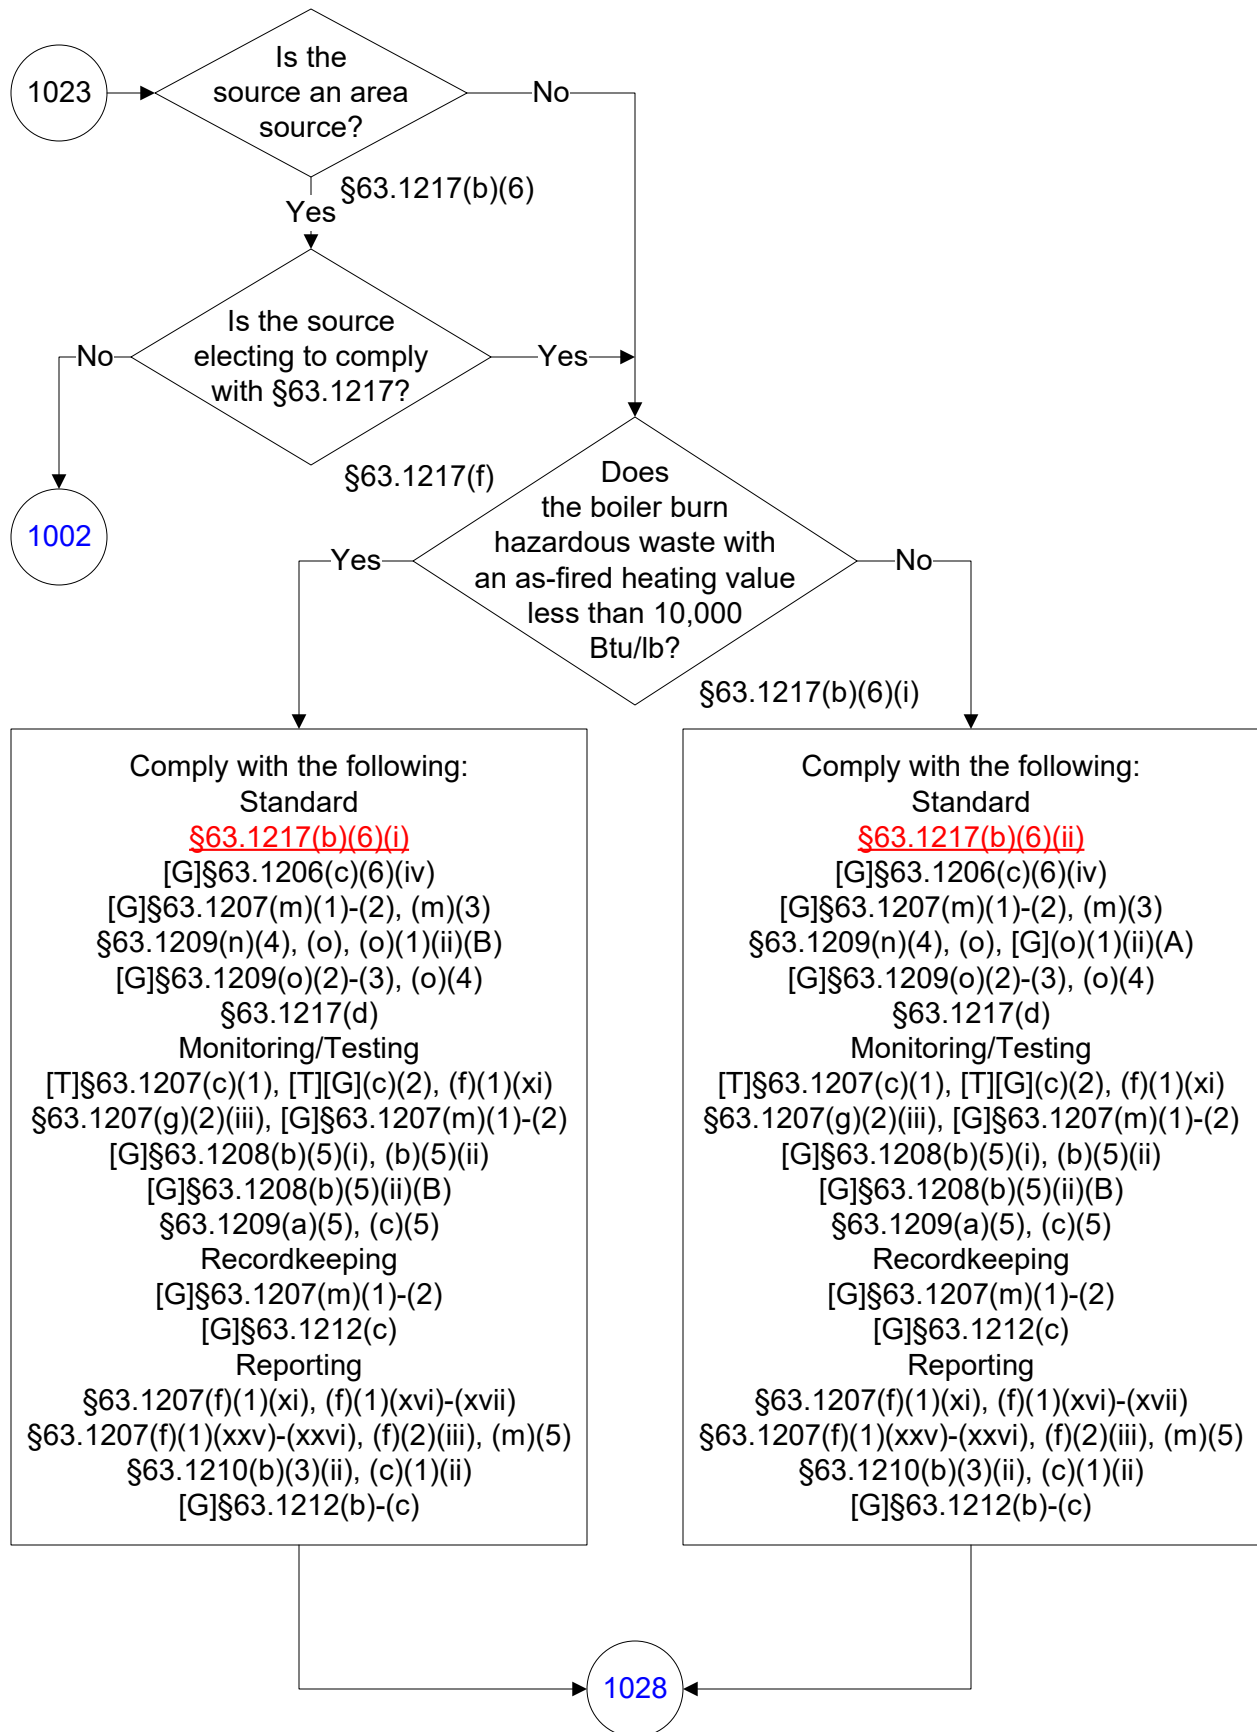 1023
Is the
source an area
source?
No
§63.1217(b)(6)
Yes
Is the source
electing to comply
with §63.1217?
No
Yes
§63.1217(f)
1002
Does
the boiler burn
hazardous waste with
an as-fired heating value
less than 10,000
Btu/lb?
Yes
No
§63.1217(b)(6)(i)
Comply with the following:
Standard
§63.1217(b)(6)(i)
[G]§63.1206(c)(6)(iv)
[G]§63.1207(m)(1)-(2), (m)(3)
§63.1209(n)(4), (o), (o)(1)(ii)(B)
[G]§63.1209(o)(2)-(3), (o)(4)
§63.1217(d)
Monitoring/Testing
[T]§63.1207(c)(1), [T][G](c)(2), (f)(1)(xi)
§63.1207(g)(2)(iii), [G]§63.1207(m)(1)-(2)
[G]§63.1208(b)(5)(i), (b)(5)(ii)
[G]§63.1208(b)(5)(ii)(B)
§63.1209(a)(5), (c)(5)
Recordkeeping
[G]§63.1207(m)(1)-(2)
[G]§63.1212(c)
Reporting
§63.1207(f)(1)(xi), (f)(1)(xvi)-(xvii)
§63.1207(f)(1)(xxv)-(xxvi), (f)(2)(iii), (m)(5)
§63.1210(b)(3)(ii), (c)(1)(ii)
[G]§63.1212(b)-(c)
Comply with the following:
Standard
§63.1217(b)(6)(ii)
[G]§63.1206(c)(6)(iv)
[G]§63.1207(m)(1)-(2), (m)(3)
§63.1209(n)(4), (o), [G](o)(1)(ii)(A)
[G]§63.1209(o)(2)-(3), (o)(4)
§63.1217(d)
Monitoring/Testing
[T]§63.1207(c)(1), [T][G](c)(2), (f)(1)(xi)
§63.1207(g)(2)(iii), [G]§63.1207(m)(1)-(2)
[G]§63.1208(b)(5)(i), (b)(5)(ii)
[G]§63.1208(b)(5)(ii)(B)
§63.1209(a)(5), (c)(5)
Recordkeeping
[G]§63.1207(m)(1)-(2)
[G]§63.1212(c)
Reporting
§63.1207(f)(1)(xi), (f)(1)(xvi)-(xvii)
§63.1207(f)(1)(xxv)-(xxvi), (f)(2)(iii), (m)(5)
§63.1210(b)(3)(ii), (c)(1)(ii)
[G]§63.1212(b)-(c)
1028